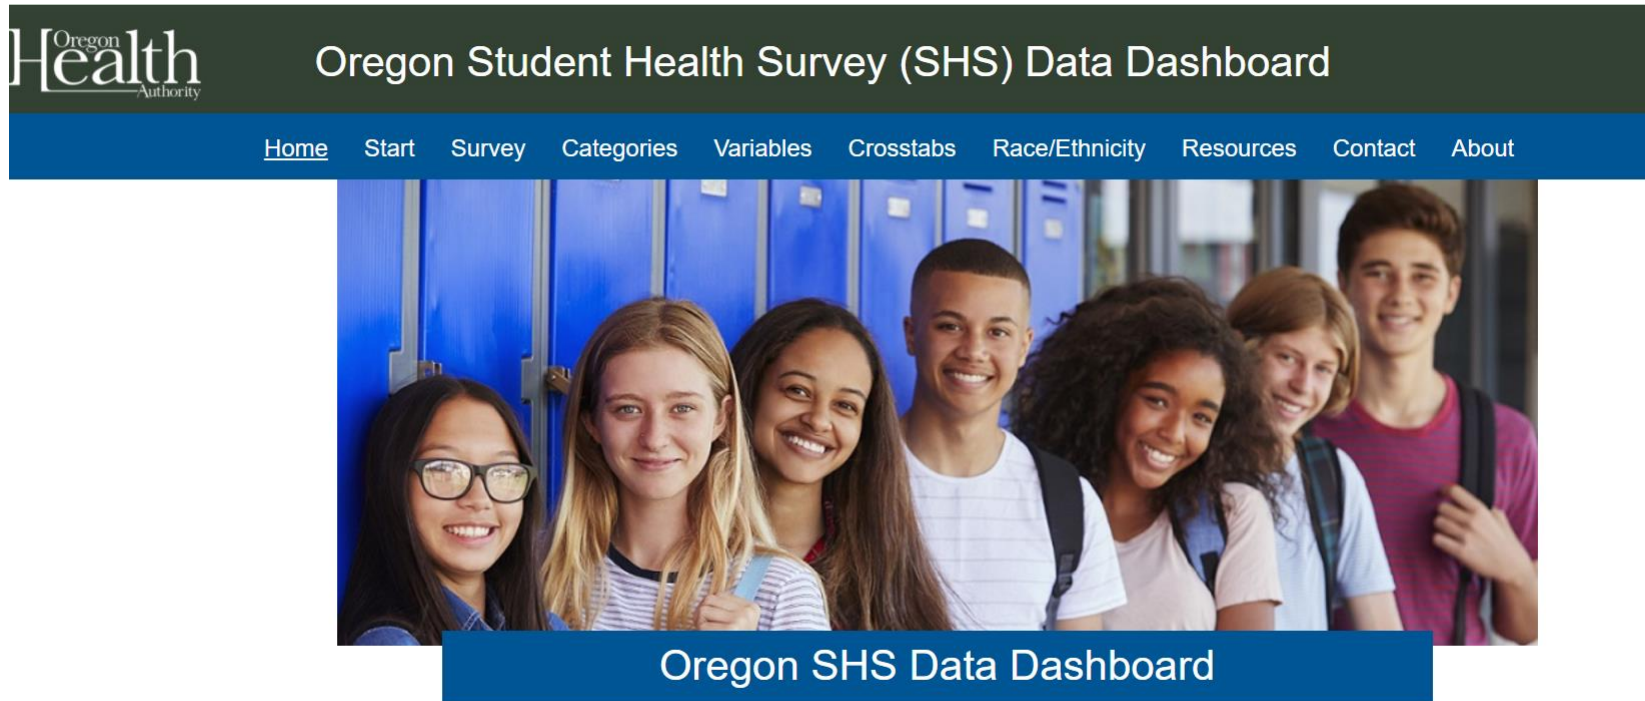 Oregon
Health
Authority
Oregon Student Health Survey (SHS) Data Dashboard
Home Start Survey Categories Variables Crosstabs Race/Ethnicity Resources Contact About
Oregon SHS Data Dashboard